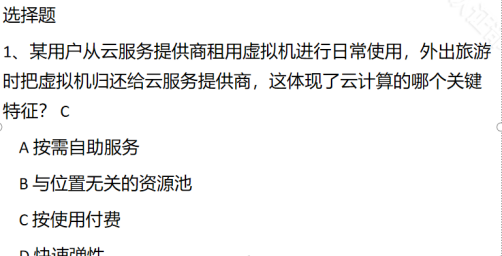 选择题
1、某用户从云服务提供商租用虚拟机进行日常使用，外出旅游
时把虚拟机归还给云服务提供商，这体现了云计算的哪个关键
特征？ C
A 按需自助服务
B 与位置无关的资源池
C 按使用付费
D 快速弹性